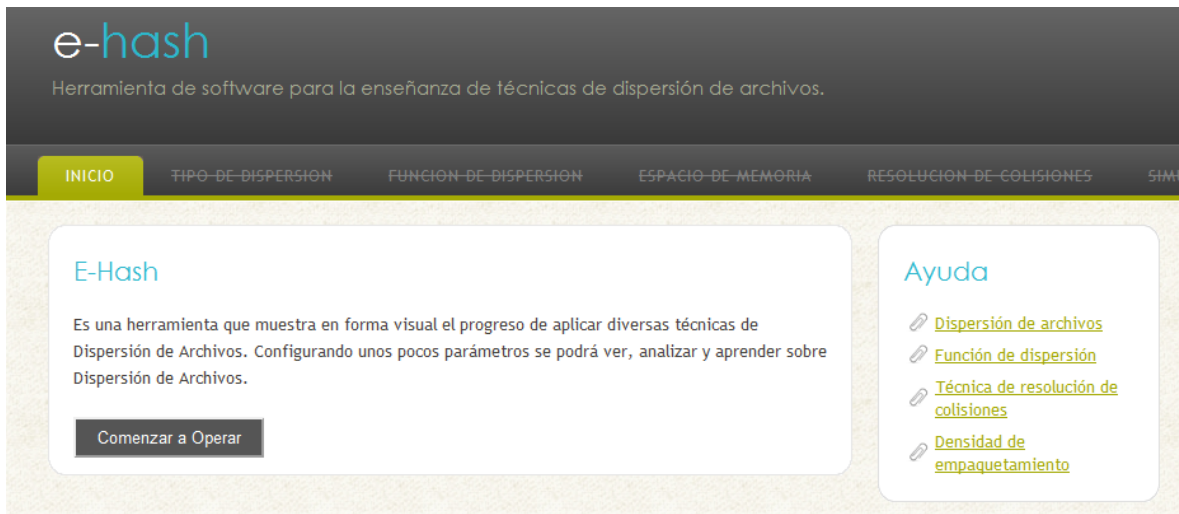 e-hash
Herramienta de software para la enseñanza de técnicas de dispersión de archivos.
INICIO TIPO DE DISPERSION FUNCION DE DISPERSION ESPACIO DE MEMORIA RESOLUCION DE COLISIONES
E-Hash
Es una herramienta que muestra en forma visual el progreso de aplicar diversas técnicas de
Dispersión de Archivos. Configurando unos pocos parámetros se podrá ver, analizar y aprender sobre
Dispersión de Archivos.
Comenzar a Operar
Ayuda
Dispersión de archivos
Función de dispersión
Técnica de resolución de
colisiones
Densidad de
empaquetamiento